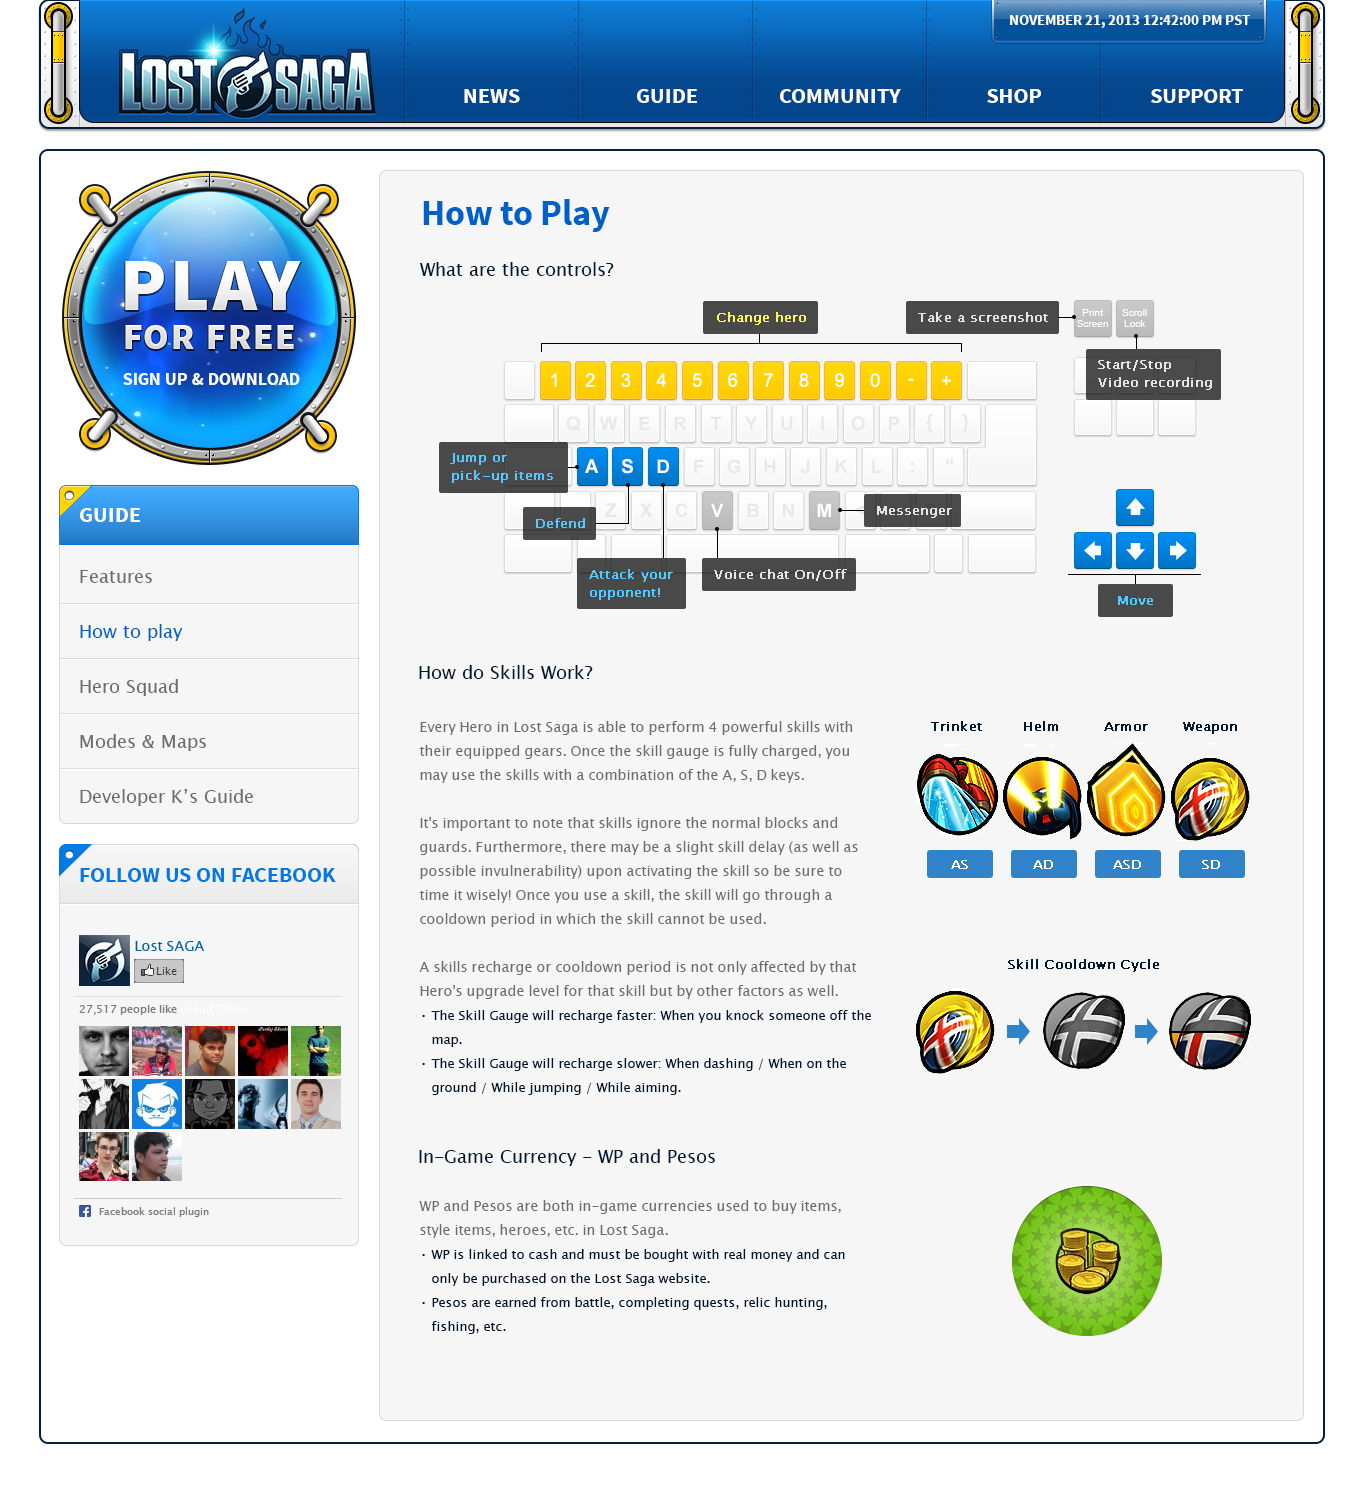 NOVEMBER 21, 2013 12:42:00 PM PST
LOST SAGA
NEWS
GUIDE
COMMUNITY
SHOP
SUPPORT
PLAY
FOR FREE
SIGN UP & DOWNLOAD
GUIDE
Features
How to play
Hero Squad
Modes & Maps
Developer K's Guide
FOLLOW US ON FACEBOOK
Lost SAGA
Like
27,517 people like Grand Chase
Facebook social plugin
How to Play
What are the controls?
Change hero
Take a screenshot
Print
Screen
Scroll
Lock
Start/Stop
Video recording
1 2 3 4 5 6 7 8 9 0 - +
Q W E R T Y U I O P { }
Jump or
pick-up items
A S D F G H J K L : “
Z X C V B N M
Messenger
Defend
Attack your
opponent!
Voice chat On/Off
Move
How do Skills Work?
Every Hero in Lost Saga is able to perform 4 powerful skills with
their equipped gears. Once the skill gauge is fully charged, you
may use the skills with a combination of the A, S, D keys.
It's important to note that skills ignore the normal blocks and
guards. Furthermore, there may be a slight skill delay (as well as
possible invulnerability) upon activating the skill so be sure to
time it wisely! Once you use a skill, the skill will go through a
cooldown period in which the skill cannot be used.
A skills recharge or cooldown period is not only affected by that
Hero's upgrade level for that skill but by other factors as well.
· The Skill Gauge will recharge faster: When you knock someone off the
map.
· The Skill Gauge will recharge slower: When dashing / When on the
ground / While jumping / While aiming.
Trinket
Helm
Armor
Weapon
AS
AD
ASD
SD
Skill Cooldown Cycle
In-Game Currency - WP and Pesos
WP and Pesos are both in-game currencies used to buy items,
style items, heroes, etc. in Lost Saga.
· WP is linked to cash and must be bought with real money and can
only be purchased on the Lost Saga website.
· Pesos are earned from battle, completing quests, relic hunting,
fishing, etc.